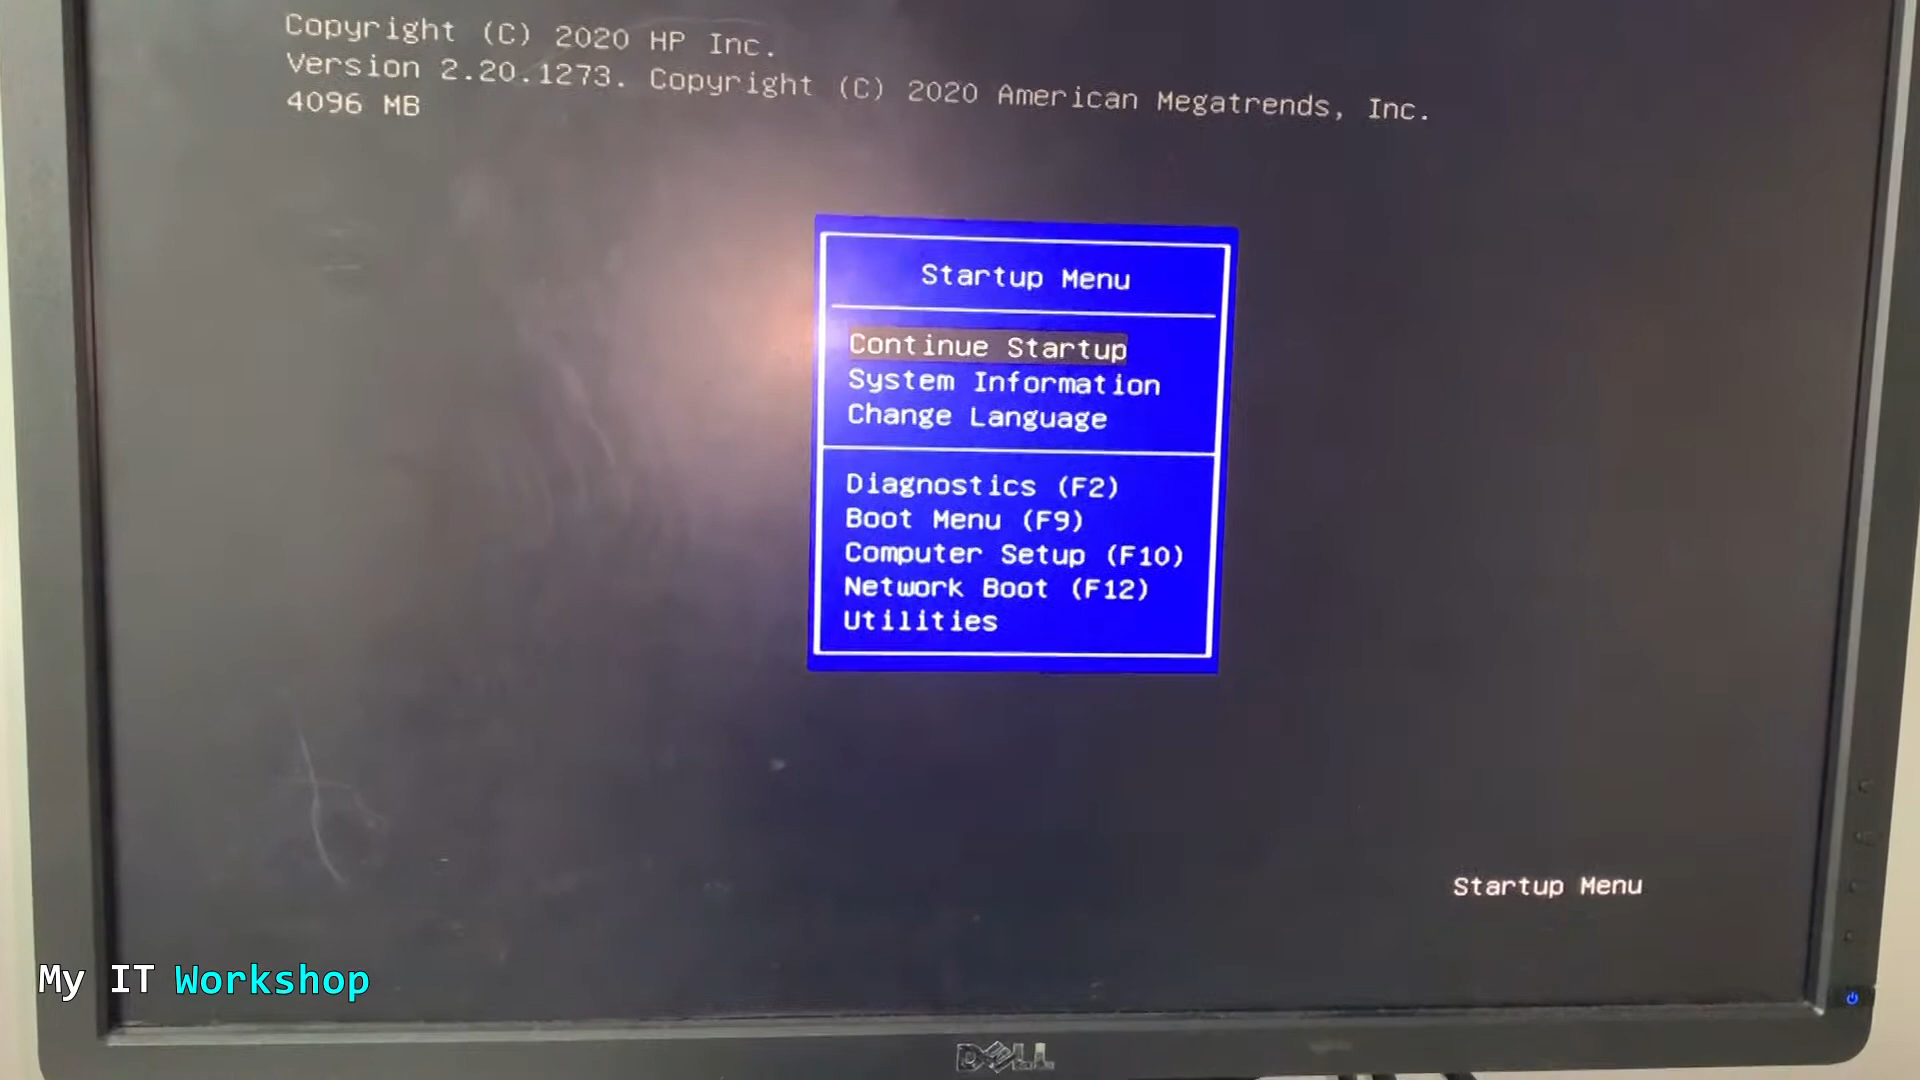 Copyright (C) 2020 HP Inc.
Version 2.20.1273. Copyright (C) 2020 American Megatrends, Inc.
4096 MB
Startup Menu
Continue Startup
System Information
Change Language
Diagnostics (F2)
Boot Menu (F9)
Computer Setup (F10)
Network Boot (F12)
Utilities
Startup Menu
My IT Workshop
DELL